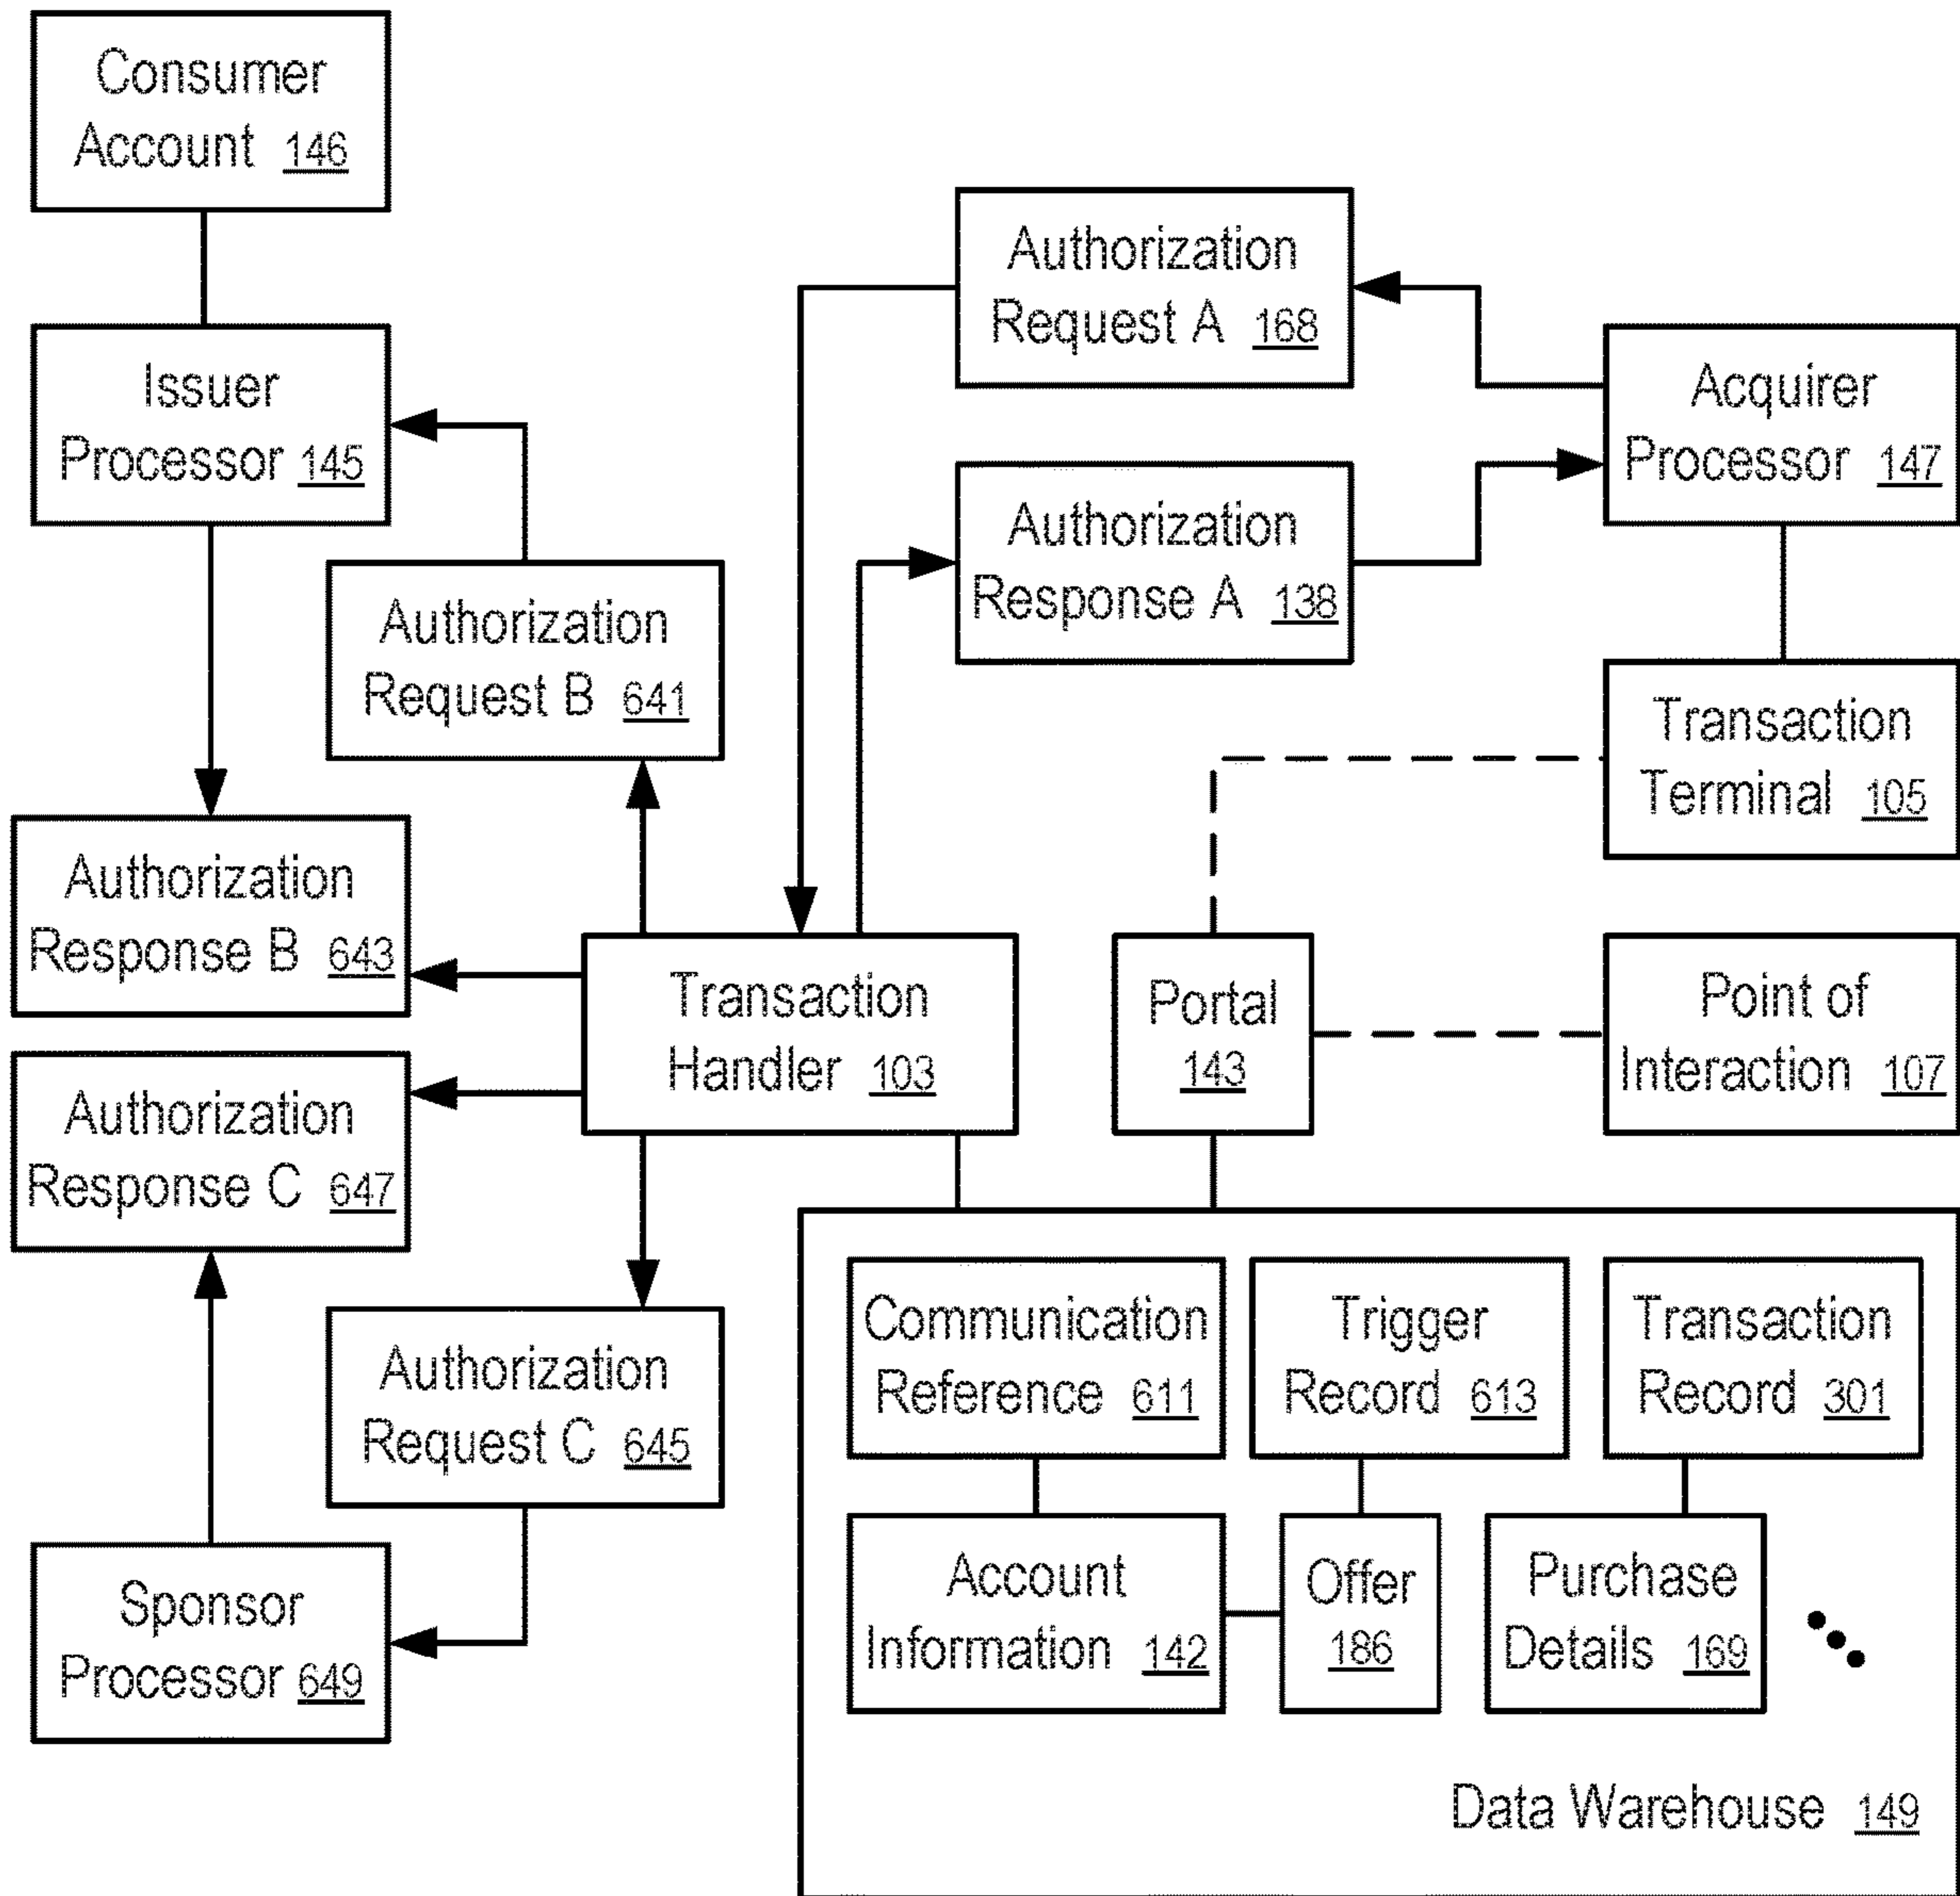 Consumer
Account 146
Issuer
Processor 145
Authorization
Request A 168
Acquirer
Processor 147
Authorization
Response A 138
Authorization
Request B 641
Transaction
Terminal 105
Authorization
Response B 643
Transaction
Handler 103
Portal
143
Point of
Interaction 107
Authorization
Response C 647
Authorization
Request C 645
Sponsor
Processor 649
Communication
Reference 611
Trigger
Record 613
Transaction
Record 301
Account
Information 142
Offer
186
Purchase
Details 169
Data Warehouse 149